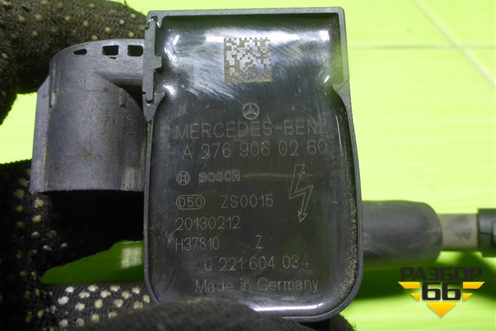 MERCEDES-BENZ
A 276 906 02 60
BOSCH
050 ZS0015
20130212
H37810 Z
0 221 604 034
Made in Germany
РАЗБОР
66